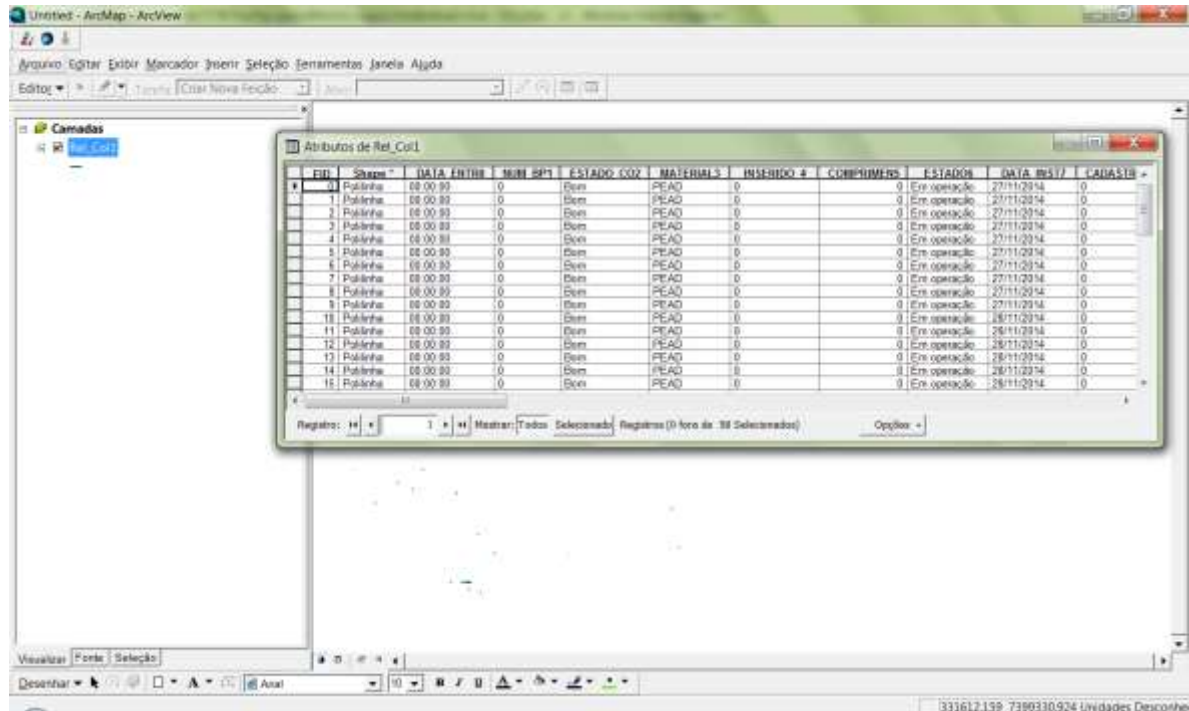 Untitled - ArcMap - ArcView
Arquivo Editar Exibir Marcador Inserir Seleção Ferramentas Janela Ajuda
Editor Tarefa Criar Nova Feição
Camadas
Rel_Col1
Atributos de Rel_Col1
FID Shape * DATA_ENTR0 NUM_BP1 ESTADO_CO2 MATERIAL3 INSERIDO_4 COMPRIMEN5 ESTADO6 DATA_INST7 CADASTR
0 Polilinha 00:00:00 0 Bom PEAD 0 0 Em operação 27/11/2014 0
1 Polilinha 00:00:00 0 Bom PEAD 0 0 Em operação 27/11/2014 0
2 Polilinha 00:00:00 0 Bom PEAD 0 0 Em operação 27/11/2014 0
3 Polilinha 00:00:00 0 Bom PEAD 0 0 Em operação 27/11/2014 0
4 Polilinha 00:00:00 0 Bom PEAD 0 0 Em operação 27/11/2014 0
5 Polilinha 00:00:00 0 Bom PEAD 0 0 Em operação 27/11/2014 0
6 Polilinha 00:00:00 0 Bom PEAD 0 0 Em operação 27/11/2014 0
7 Polilinha 00:00:00 0 Bom PEAD 0 0 Em operação 27/11/2014 0
8 Polilinha 00:00:00 0 Bom PEAD 0 0 Em operação 27/11/2014 0
9 Polilinha 00:00:00 0 Bom PEAD 0 0 Em operação 27/11/2014 0
10 Polilinha 00:00:00 0 Bom PEAD 0 0 Em operação 28/11/2014 0
11 Polilinha 00:00:00 0 Bom PEAD 0 0 Em operação 28/11/2014 0
12 Polilinha 00:00:00 0 Bom PEAD 0 0 Em operação 28/11/2014 0
13 Polilinha 00:00:00 0 Bom PEAD 0 0 Em operação 28/11/2014 0
14 Polilinha 00:00:00 0 Bom PEAD 0 0 Em operação 28/11/2014 0
15 Polilinha 00:00:00 0 Bom PEAD 0 0 Em operação 28/11/2014 0
Registro: 1 Mostrar: Todos Selecionado Registros (0 fora de 98 Selecionados) Opções
Visualizar Fonte Seleção
Desenhar A Arial 10 B I U A
331612,159 7399330,924 Unidades Desconhe